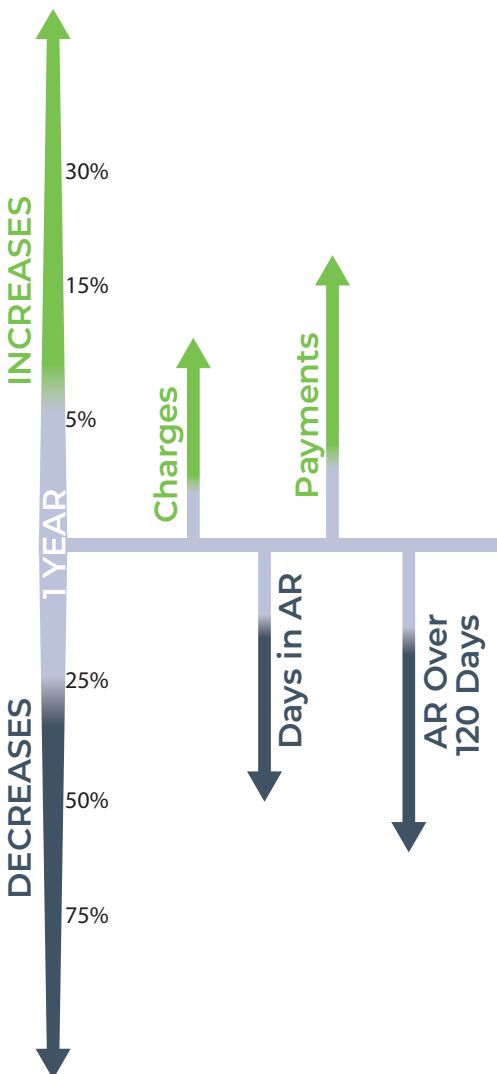 INCREASES
30%
15%
5%
Charges
Payments
1 YEAR
Days in AR
AR Over
120 Days
DECREASES
25%
50%
75%